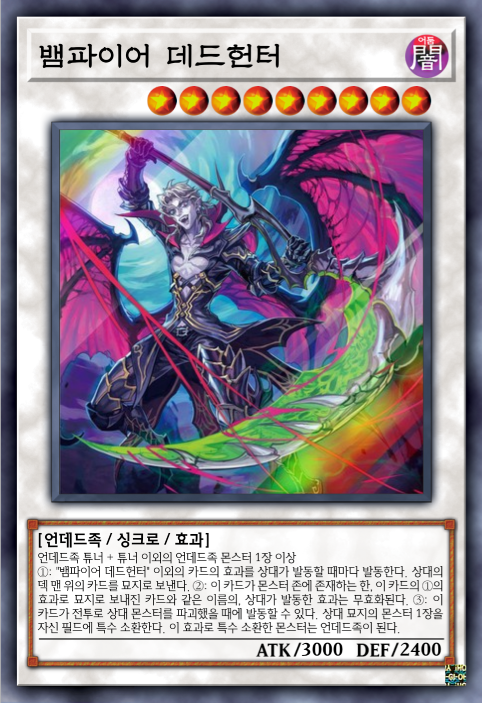 뱀파이어 데드헌터
어둠
闇
[언데드족 / 싱크로 / 효과]
언데드족 튜너 + 튜너 이외의 언데드족 몬스터 1장 이상
①: "뱀파이어 데드헌터" 이외의 카드의 효과를 상대가 발동할 때마다 발동한다. 상대의
덱 맨 위의 카드를 묘지로 보낸다. ②: 이 카드가 몬스터 존에 존재하는 한, 이 카드의 ①의
효과로 묘지로 보내진 카드와 같은 이름의, 상대가 발동한 효과는 무효화된다. ③: 이
카드가 전투로 상대 몬스터를 파괴했을 때에 발동할 수 있다. 상대 묘지의 몬스터 1장을
자신 필드에 특수 소환한다. 이 효과로 특수 소환한 몬스터는 언데드족이 된다.
ATK/3000 DEF/2400